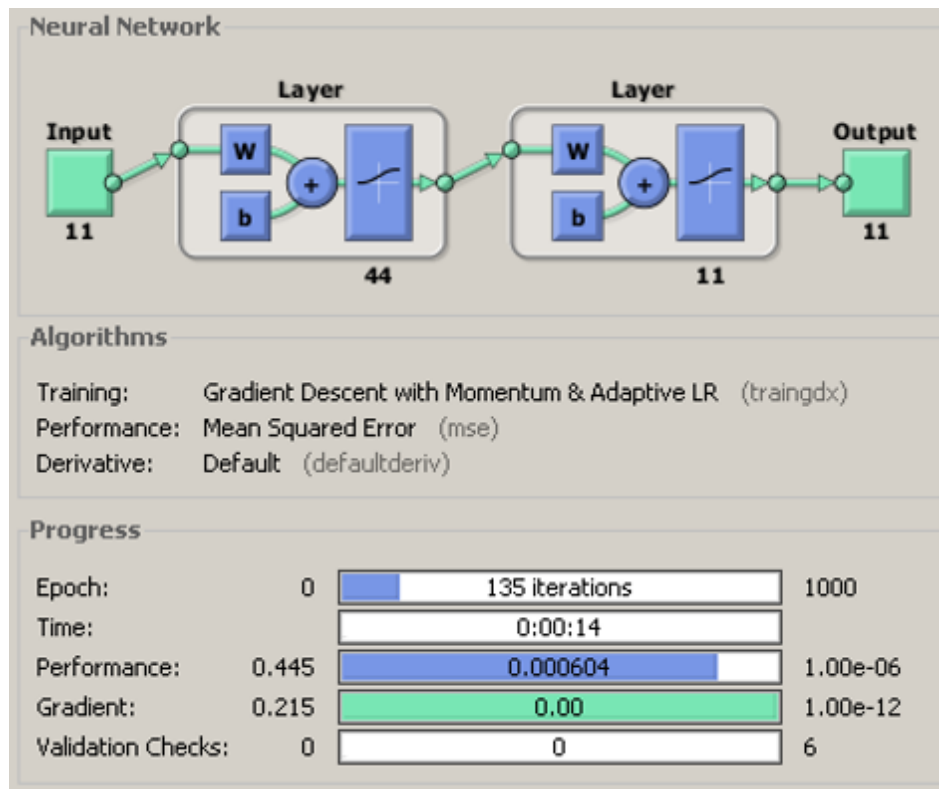 Neural Network
Layer Layer
Input Output
W W
+ +
b b
11 11
44 11
Algorithms
Training: Gradient Descent with Momentum & Adaptive LR (traingdx)
Performance: Mean Squared Error (mse)
Derivative: Default (defaultderiv)
Progress
Epoch: 0 135 iterations 1000
Time: 0:00:14
Performance: 0.445 0.000604 1.00e-06
Gradient: 0.215 0.00 1.00e-12
Validation Checks: 0 0 6